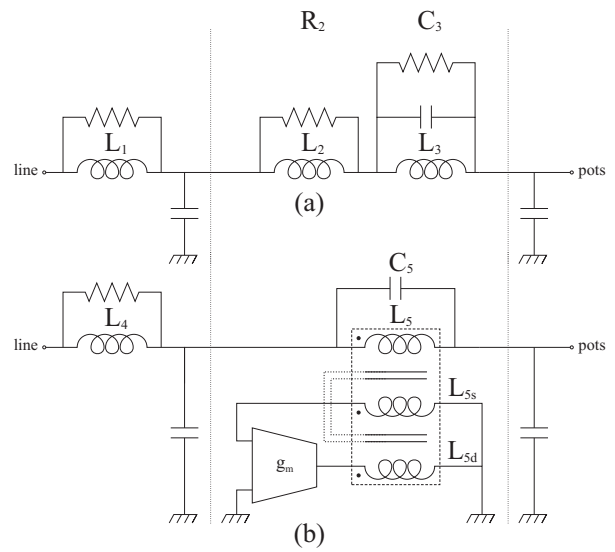 R2 C3
L1 L2 L3
line pots
(a)
C5
L4 L5
line pots
L5s
gm L5d
(b)